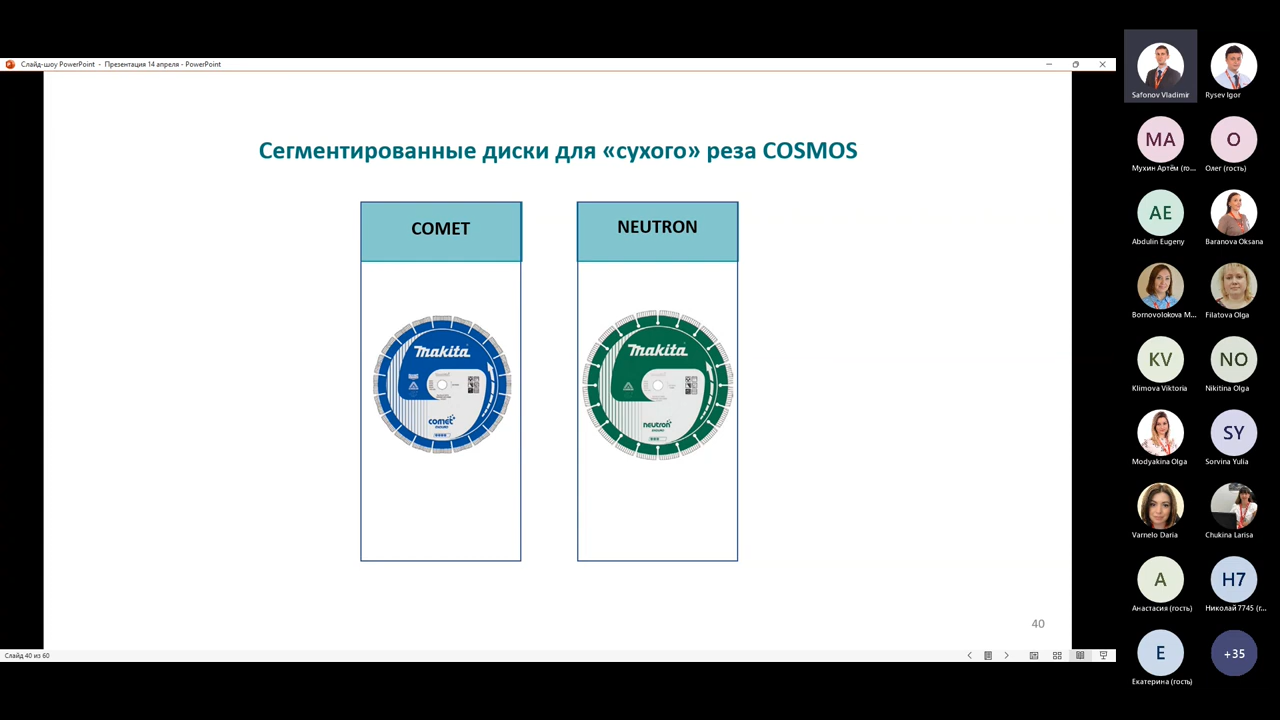 Слайд-шоу PowerPoint - Презентация 14 апреля - PowerPoint
Сегментированные диски для «сухого» реза COSMOS
COMET
NEUTRON
makita
comet
makita
neutron
40
Слайд 40 из 60
Safonov Vladimir
Rysev Igor
MA
Мухин Артём (го...
O
Олег (гость)
AE
Abdulin Eugeny
Baranova Oksana
Bornovolokova M...
Filatova Olga
KV
Klimova Viktoria
NO
Nikitina Olga
Modyakina Olga
SY
Sorvina Yulia
Varnelo Daria
Chukina Larisa
A
Анастасия (гость)
H7
Николай 7745 (г...
E
Екатерина (гость)
+35